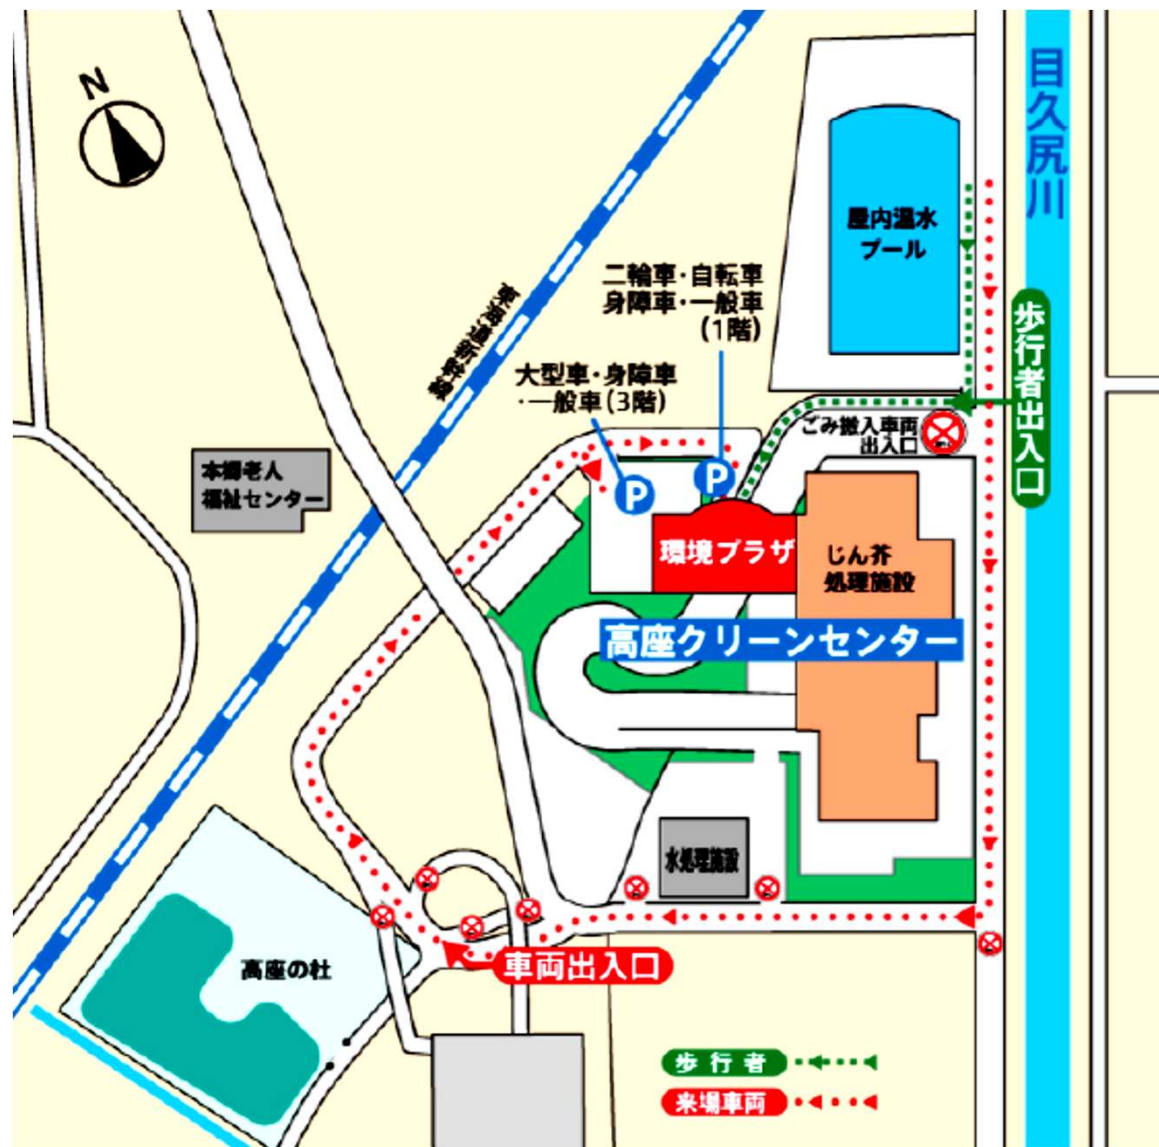 N
目久尻川
屋内温水
プール
二輪車・自転車
身障車・一般車
(1階)
東海道新幹線
大型車・身障車
・一般車(3階)
歩行者出入口
ごみ搬入車両
出入口
P
P
本郷老人
福祉センター
環境プラザ
じん芥
処理施設
高座クリーンセンター
水処理施設
高座の杜
車両出入口
歩行者
来場車両